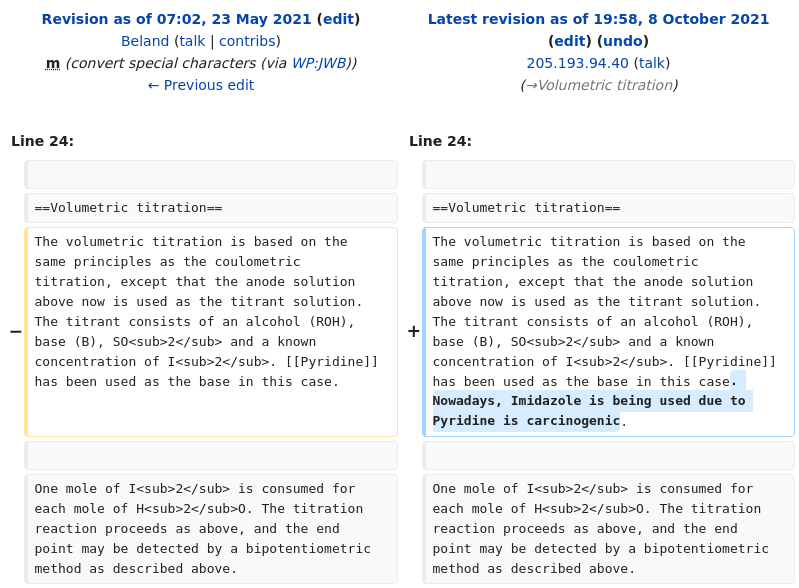 Revision as of 07:02, 23 May 2021 (edit)
Beland (talk | contribs)
m (convert special characters (via WP:JWB))
← Previous edit
Latest revision as of 19:58, 8 October 2021
(edit) (undo)
205.193.94.40 (talk)
(→Volumetric titration)
Line 24:
==Volumetric titration==
− The volumetric titration is based on the
same principles as the coulometric
titration, except that the anode solution
above now is used as the titrant solution.
The titrant consists of an alcohol (ROH),
base (B), SO<sub>2</sub> and a known
concentration of I<sub>2</sub>. [[Pyridine]]
has been used as the base in this case.
One mole of I<sub>2</sub> is consumed for
each mole of H<sub>2</sub>O. The titration
reaction proceeds as above, and the end
point may be detected by a bipotentiometric
method as described above.
Line 24:
==Volumetric titration==
+ The volumetric titration is based on the
same principles as the coulometric
titration, except that the anode solution
above now is used as the titrant solution.
The titrant consists of an alcohol (ROH),
base (B), SO<sub>2</sub> and a known
concentration of I<sub>2</sub>. [[Pyridine]]
has been used as the base in this case.
Nowadays, Imidazole is being used due to
Pyridine is carcinogenic.
One mole of I<sub>2</sub> is consumed for
each mole of H<sub>2</sub>O. The titration
reaction proceeds as above, and the end
point may be detected by a bipotentiometric
method as described above.